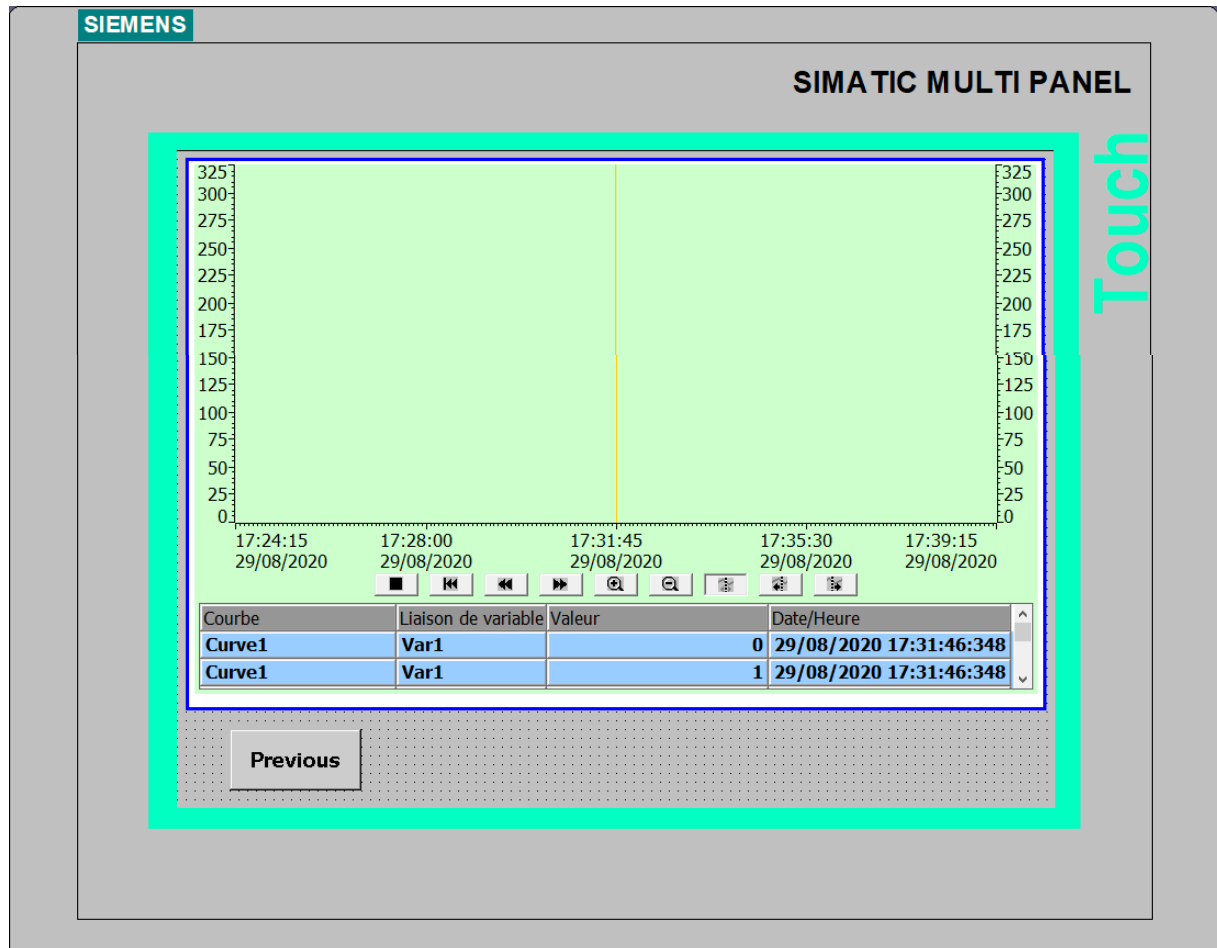 SIEMENS
SIMATIC MULTI PANEL
Touch
325 325
300 300
275 275
250 250
225 225
200 200
175 175
150 150
125 125
100 100
75 75
50 50
25 25
0 0
17:24:15 17:28:00 17:31:45 17:35:30 17:39:15
29/08/2020 29/08/2020 29/08/2020 29/08/2020 29/08/2020
Courbe Liaison de variable Valeur Date/Heure
Curve1 Var1 0 29/08/2020 17:31:46:348
Curve1 Var1 1 29/08/2020 17:31:46:348
Previous